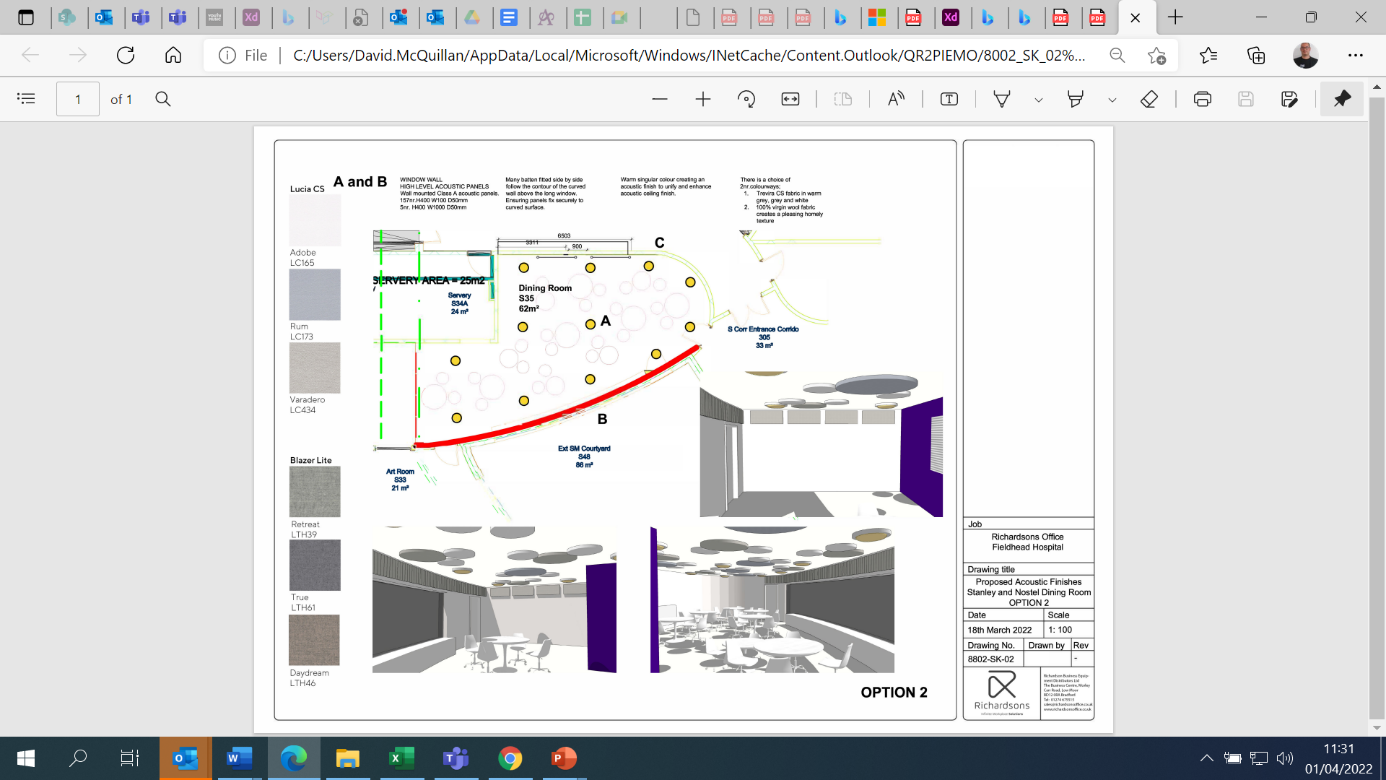 File
C:/Users/David.McQuillan/AppData/Local/Microsoft/Windows/INetCache/Content.Outlook/QR2PIEMO/8002_SK_02%...
1 of 1
Lucia CS
A and B
WINDOW WALL
HIGH LEVEL ACOUSTIC PANELS
Wall mounted Class A acoustic panels.
157nr.H400 W100 D50mm
5nr. H400 W1000 D50mm
Many batten fitted side by side
follow the contour of the curved
wall above the long window.
Ensuring panels fix securely to
curved surface.
Warm singular colour creating an
acoustic finish to unify and enhance
acoustic ceiling finish.
There is a choice of
2nr.colourways;
1. Trevira CS fabric in warm
grey, grey and white
2. 100% virgin wool fabric
creates a pleasing homely
texture
Adobe
LC165
Rum
LC173
Varadero
LC434
Blazer Lite
Retreat
LTH39
True
LTH61
Daydream
LTH46
6503
5311
900
C
SERVERY AREA = 25m2
Servery
S34A
24 m²
Dining Room
S35
62m²
A
S Corr Entrance Corrido
305
33 m²
B
Ext SM Courtyard
S48
86 m²
Art Room
S33
21 m²
OPTION 2
Job
Richardsons Office
Fieldhead Hospital
Drawing title
Proposed Acoustic Finishes
Stanley and Nostel Dining Room
OPTION 2
Date Scale
18th March 2022 1: 100
Drawing No. Drawn by Rev
8802-SK-02 -
Richardsons
11:31
01/04/2022